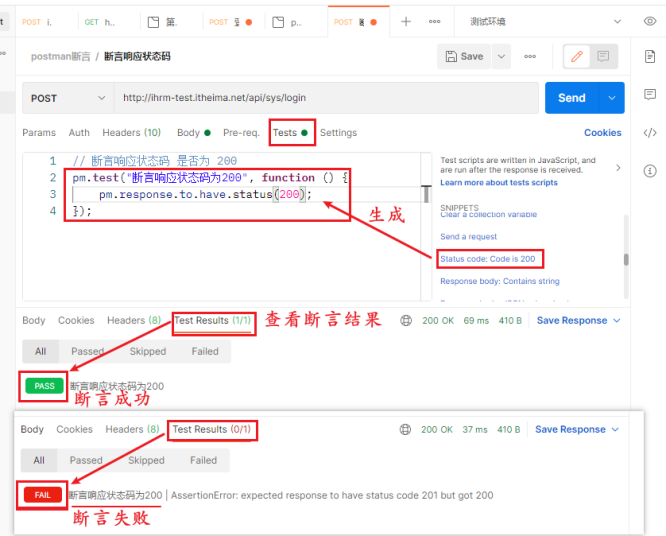 POST i.
GET h..
第.
POST
p..
POST
测试环境
postman断言 / 断言响应状态码
Save
POST
http://ihrm-test.itheima.net/api/sys/login
Send
Params Auth Headers (10) Body Pre-req. Tests Settings
Cookies
1 // 断言响应状态码 是否为 200
2 pm.test("断言响应状态码为200", function () {
3 pm.response.to.have.status(200);
4 });
Test scripts are written in JavaScript, and
are run after the response is received.
Learn more about tests scripts
SNIPPETS
Clear a collection variable
Send a request
Status code: Code is 200
Response body: Contains string
生成
Body Cookies Headers (8) Test Results (1/1)
查看断言结果
200 OK 69 ms 410 B Save Response
All Passed Skipped Failed
PASS 断言响应状态码为200
断言成功
Body Cookies Headers (8) Test Results (0/1)
200 OK 37 ms 410 B Save Response
All Passed Skipped Failed
FAIL 断言响应状态码为200 | AssertionError: expected response to have status code 201 but got 200
断言失败